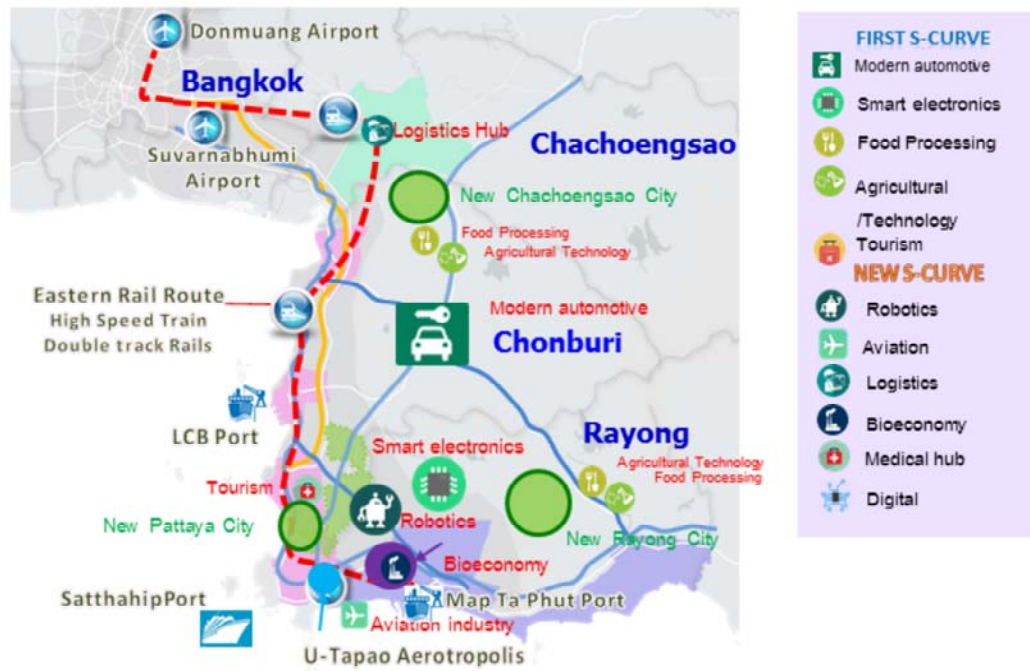 Donmuang Airport
Bangkok
Logistics Hub
Suvarnabhumi
Airport
Chachoengsao
New Chachoengsao City
Food Processing
Agricultural Technology
Eastern Rail Route
High Speed Train
Double track Rails
Modern automotive
Chonburi
LCB Port
Rayong
Smart electronics
Agricultural Technology
Food Processing
Tourism
New Pattaya City
Robotics
New Rayong City
Bioeconomy
SatthahipPort
Map Ta Phut Port
Aviation industry
U-Tapao Aerotropolis
FIRST S-CURVE
Modern automotive
Smart electronics
Food Processing
Agricultural
/Technology
Tourism
NEW S-CURVE
Robotics
Aviation
Logistics
Bioeconomy
Medical hub
Digital